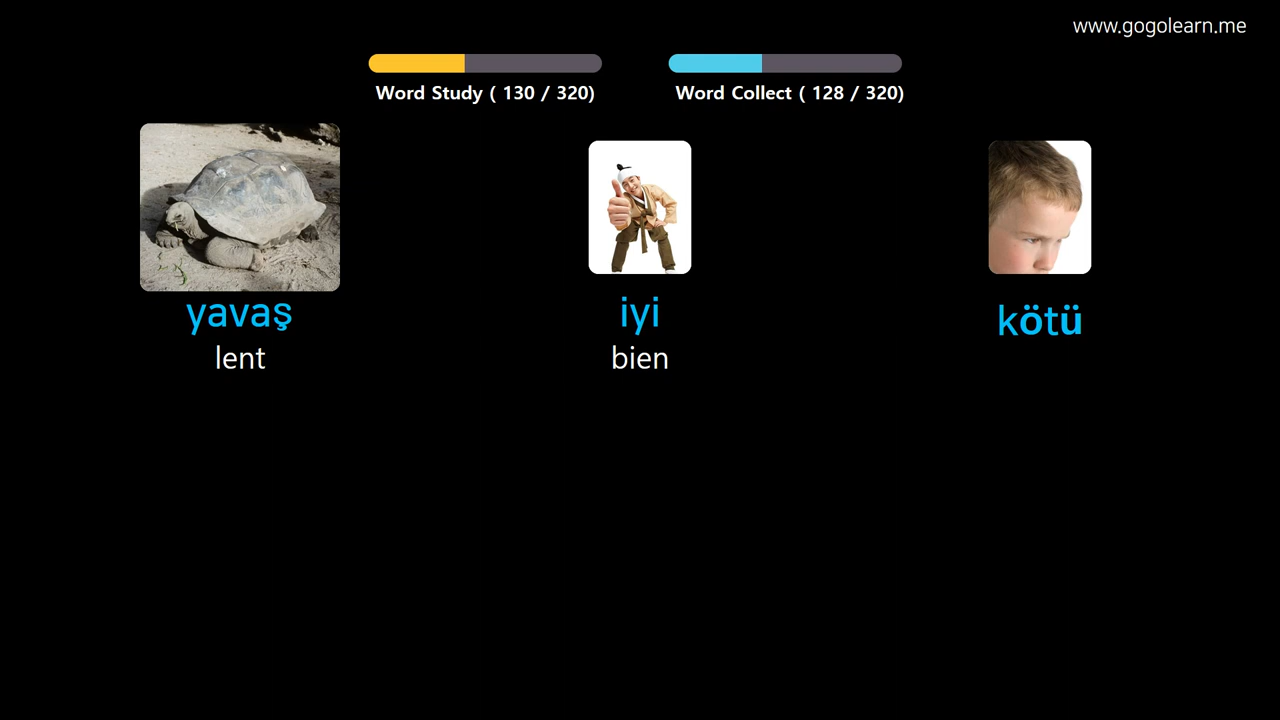 www.gogolearn.me
Word Study ( 130 / 320)
Word Collect ( 128 / 320)
yavaş
lent
iyi
bien
kötü